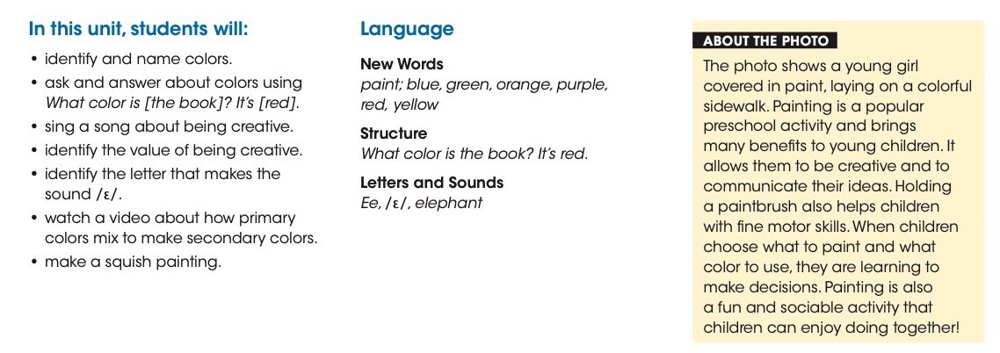 In this unit, students will:
• identify and name colors.
• ask and answer about colors using
What color is [the book]? It's [red].
• sing a song about being creative.
• identify the value of being creative.
• identify the letter that makes the
sound /ɛ/.
• watch a video about how primary
colors mix to make secondary colors.
• make a squish painting.
Language
New Words
paint; blue, green, orange, purple,
red, yellow
Structure
What color is the book? It's red.
Letters and Sounds
Ee, /ɛ/, elephant
ABOUT THE PHOTO
The photo shows a young girl
covered in paint, laying on a colorful
sidewalk. Painting is a popular
preschool activity and brings
many benefits to young children. It
allows them to be creative and to
communicate their ideas. Holding
a paintbrush also helps children
with fine motor skills. When children
choose what to paint and what
color to use, they are learning to
make decisions. Painting is also
a fun and sociable activity that
children can enjoy doing together!